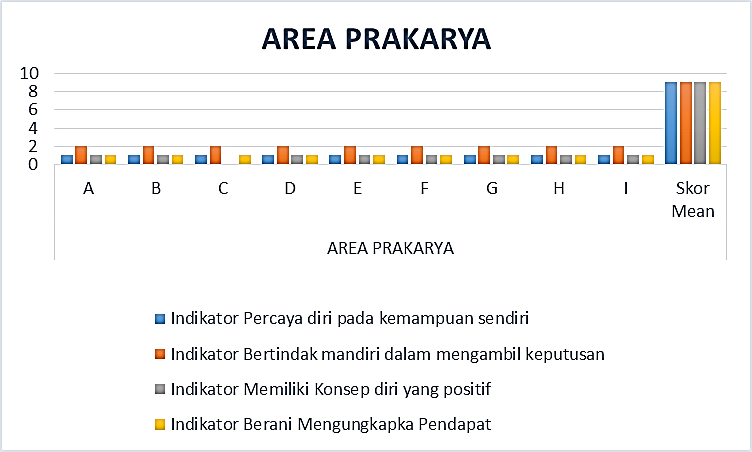 AREA PRAKARYA
10
8
6
4
2
0
A B C D E F G H I Skor
Mean
AREA PRAKARYA
Indikator Percaya diri pada kemampuan sendiri
Indikator Bertindak mandiri dalam mengambil keputusan
Indikator Memiliki Konsep diri yang positif
Indikator Berani Mengungkapka Pendapat